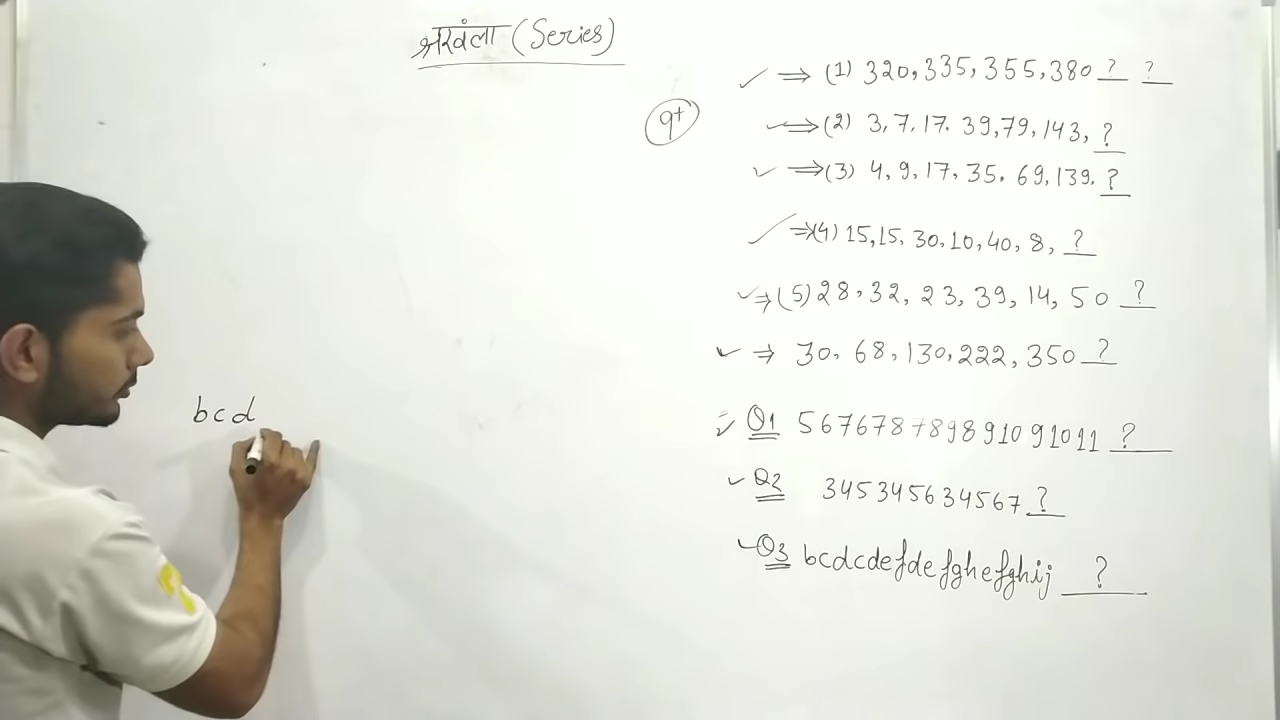 श्रखंला (Series)
✓ ⇒ (1) 320, 335, 355, 380 ? ?
9+
✓ ⇒ (2) 3, 7, 17. 39, 79, 143, ?
✓ ⇒ (3) 4, 9, 17, 35. 69, 139. ?
✓ ⇒ (4) 15, 15, 30, 10, 40, 8, ?
✓ ⇒ (5) 28, 32, 23, 39, 14, 50 ?
✓ ⇒ 30, 68, 130, 222, 350 ?
bcd
✓ Q1 567678789891091011 ?
✓ Q2 345345634567 ?
✓ Q3 bcdcdefdefghefghij ?